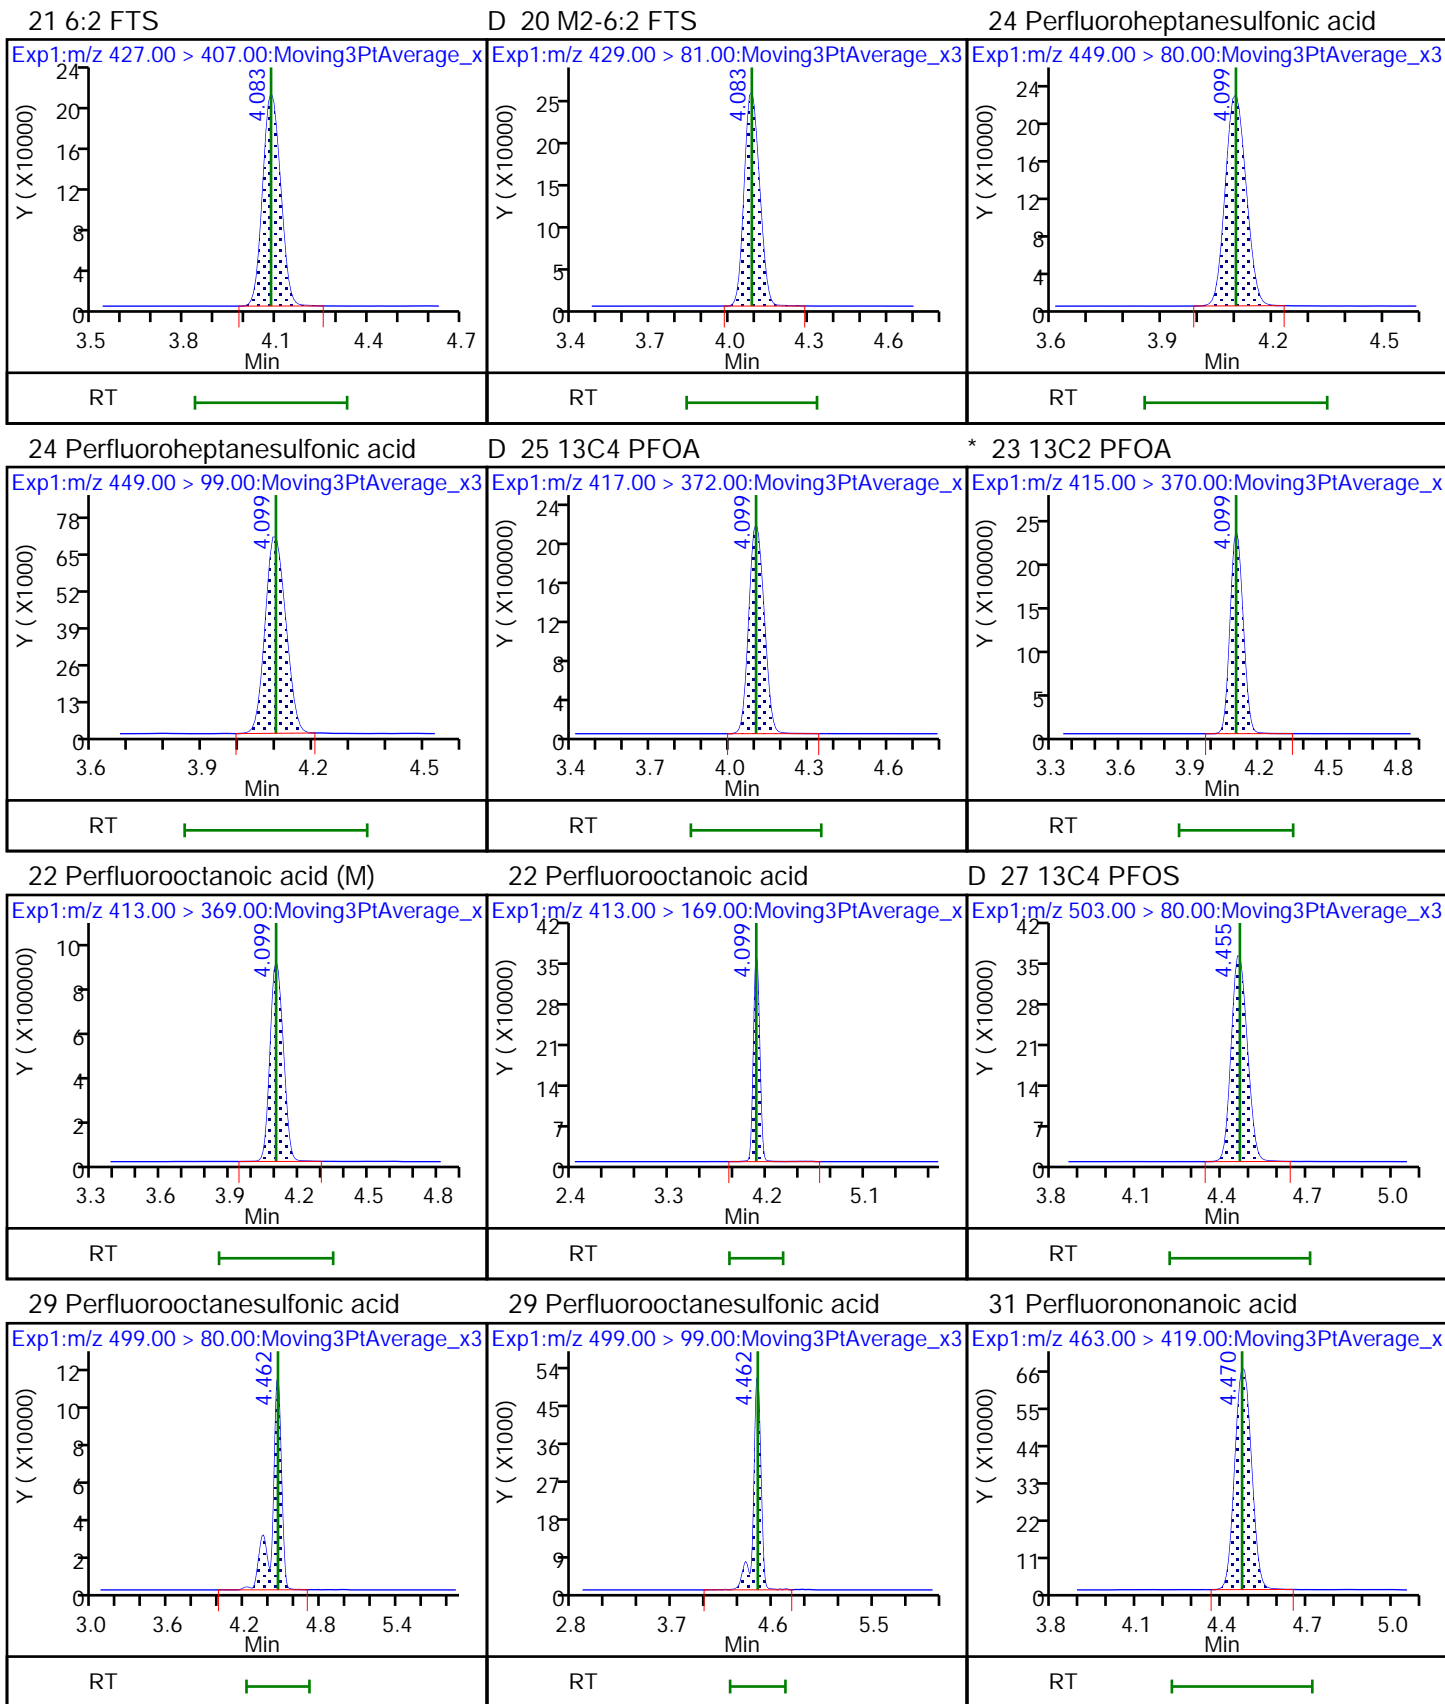 21 6:2 FTS
Exp1:m/z 427.00 > 407.00:Moving3PtAverage_x
Y ( X10000)
24
20
16
12
8
4
0
4.083
3.5 3.8 4.1 4.4 4.7
Min
RT
D 20 M2-6:2 FTS
Exp1:m/z 429.00 > 81.00:Moving3PtAverage_x3
Y ( X10000)
25
20
15
10
5
0
4.083
3.4 3.7 4.0 4.3 4.6
Min
RT
24 Perfluoroheptanesulfonic acid
Exp1:m/z 449.00 > 80.00:Moving3PtAverage_x3
Y ( X10000)
24
20
16
12
8
4
0
4.099
3.6 3.9 4.2 4.5
Min
RT
24 Perfluoroheptanesulfonic acid
Exp1:m/z 449.00 > 99.00:Moving3PtAverage_x3
Y ( X1000)
78
65
52
39
26
13
0
4.099
3.6 3.9 4.2 4.5
Min
RT
D 25 13C4 PFOA
Exp1:m/z 417.00 > 372.00:Moving3PtAverage_x
Y ( X100000)
24
20
16
12
8
4
0
4.099
3.4 3.7 4.0 4.3 4.6
Min
RT
* 23 13C2 PFOA
Exp1:m/z 415.00 > 370.00:Moving3PtAverage_x
Y ( X100000)
25
20
15
10
5
0
4.099
3.3 3.6 3.9 4.2 4.5 4.8
Min
RT
22 Perfluorooctanoic acid (M)
Exp1:m/z 413.00 > 369.00:Moving3PtAverage_x
Y ( X100000)
10
8
6
4
2
0
4.099
3.3 3.6 3.9 4.2 4.5 4.8
Min
RT
22 Perfluorooctanoic acid
Exp1:m/z 413.00 > 169.00:Moving3PtAverage_x
Y ( X10000)
42
35
28
21
14
7
0
4.099
2.4 3.3 4.2 5.1
Min
RT
D 27 13C4 PFOS
Exp1:m/z 503.00 > 80.00:Moving3PtAverage_x3
Y ( X10000)
42
35
28
21
14
7
0
4.455
3.8 4.1 4.4 4.7 5.0
Min
RT
29 Perfluorooctanesulfonic acid
Exp1:m/z 499.00 > 80.00:Moving3PtAverage_x3
Y ( X10000)
12
10
8
6
4
2
0
4.462
3.0 3.6 4.2 4.8 5.4
Min
RT
29 Perfluorooctanesulfonic acid
Exp1:m/z 499.00 > 99.00:Moving3PtAverage_x3
Y ( X1000)
54
45
36
27
18
9
0
4.462
2.8 3.7 4.6 5.5
Min
RT
31 Perfluorononanoic acid
Exp1:m/z 463.00 > 419.00:Moving3PtAverage_x
Y ( X10000)
66
55
44
33
22
11
0
4.470
3.8 4.1 4.4 4.7 5.0
Min
RT